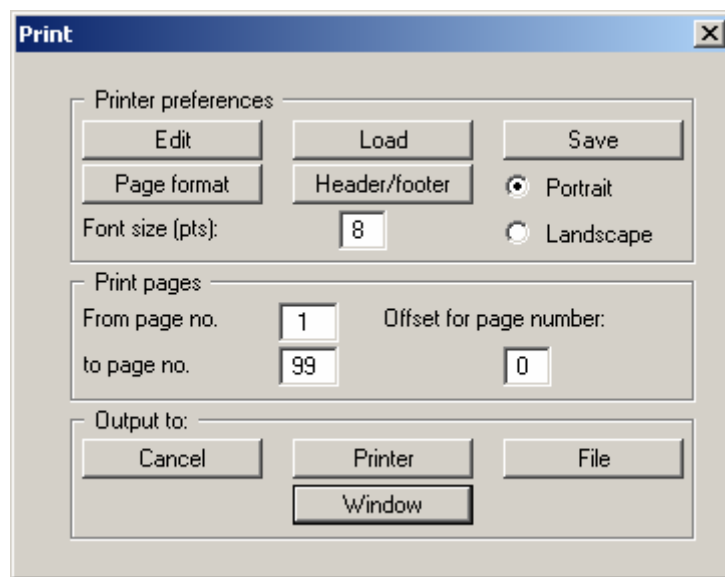 Print
Printer preferences
Edit Load Save
Page format Header/footer Portrait
Font size (pts): 8 Landscape
Print pages
From page no. 1 Offset for page number:
to page no. 99 0
Output to:
Cancel Printer File
Window